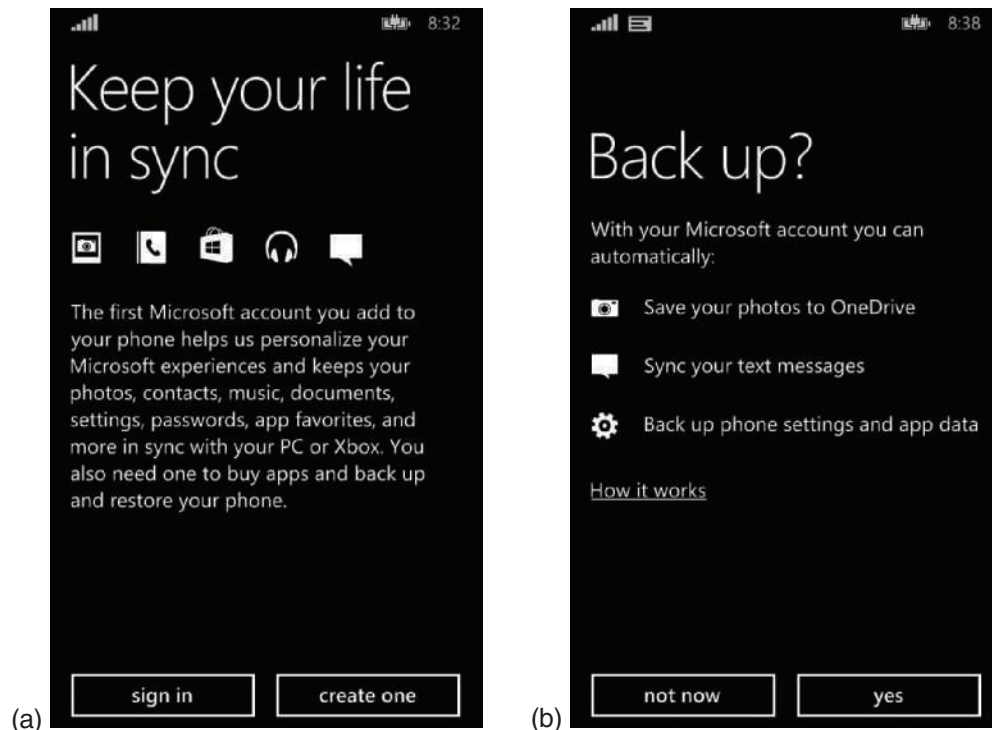 8:32
Keep your life
in sync
The first Microsoft account you add to
your phone helps us personalize your
Microsoft experiences and keeps your
photos, contacts, music, documents,
settings, passwords, app favorites, and
more in sync with your PC or Xbox. You
also need one to buy apps and back up
and restore your phone.
sign in
create one
(a)
8:38
Back up?
With your Microsoft account you can
automatically:
Save your photos to OneDrive
Sync your text messages
Back up phone settings and app data
How it works
not now
yes
(b)